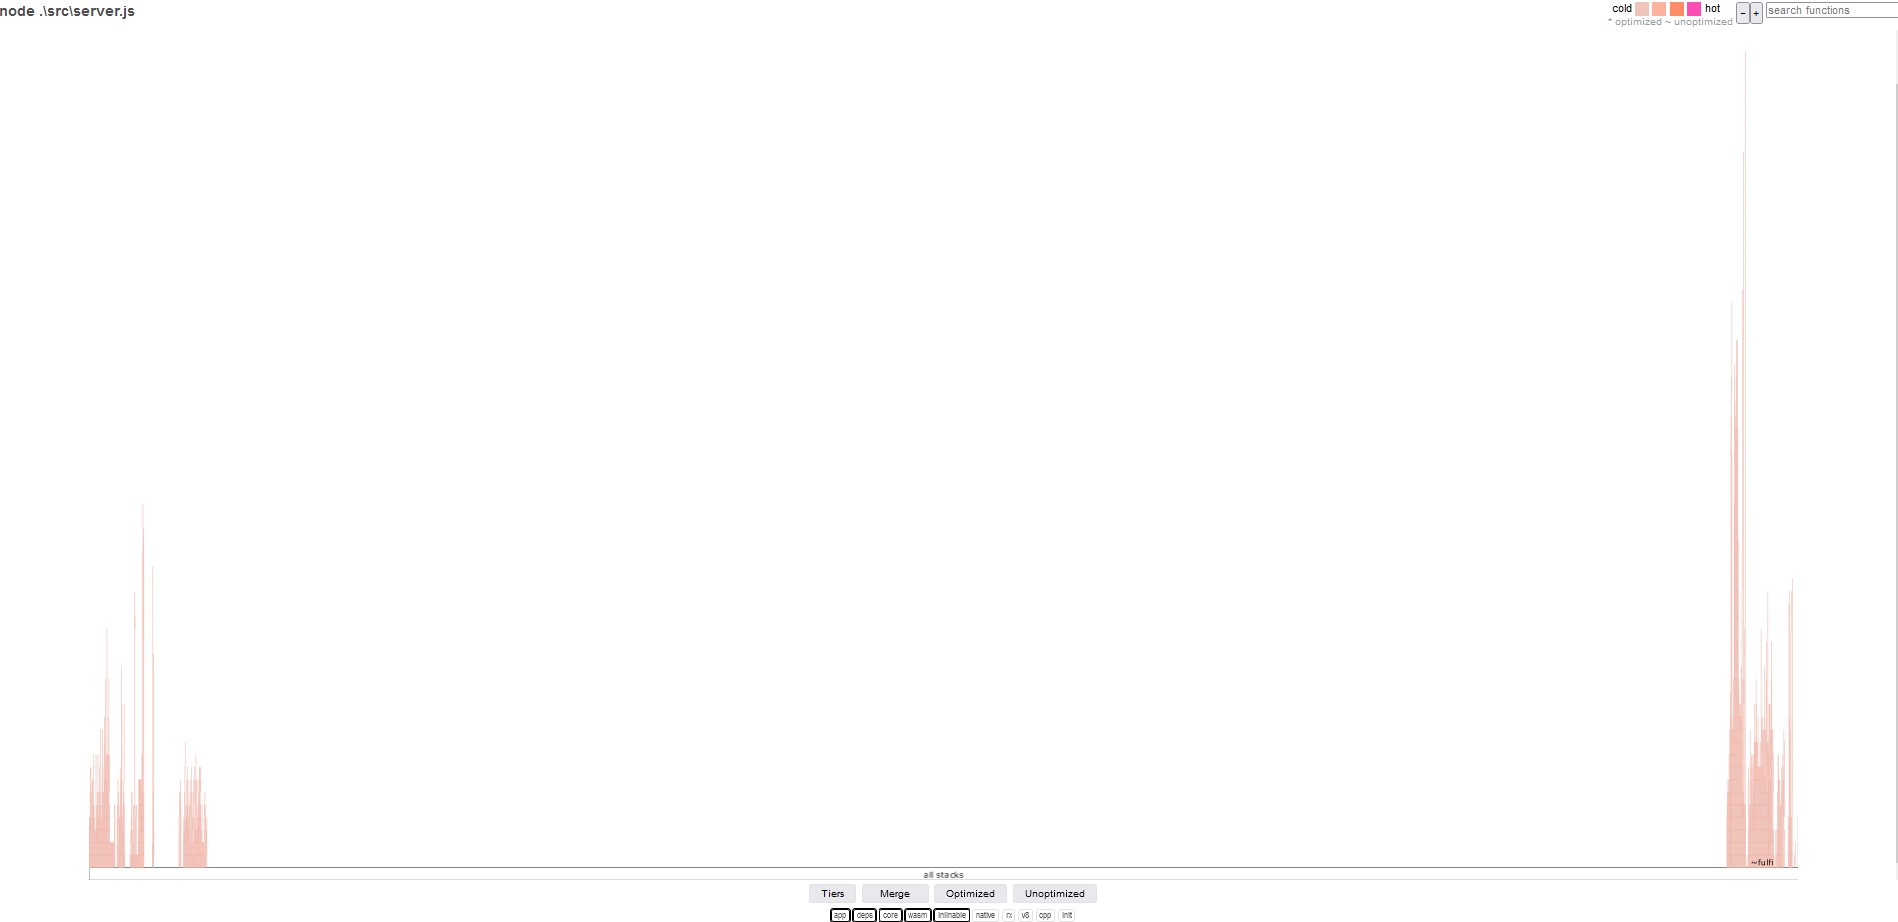 node .\src\server.js
cold hot
* optimized ~ unoptimized
− +
search functions
~fulfi
all stacks
Tiers Merge Optimized Unoptimized
app deps core wasm inlinable native rx v8 cpp init